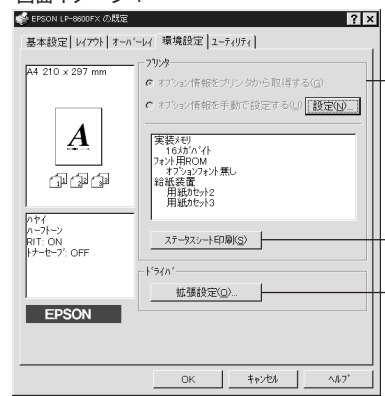 EPSON LP-8600FX の既定
基本設定 レイアウト オーバーレイ 環境設定 ユーティリティ
A4 210 x 297 mm
プリンタ
オプション情報をプリンタから取得する(G)
オプション情報を手動で設定する(U) 設定(N)...
A
1 2 3
実装メモリ
16メガバイト
フォント用ROM
オプションフォント無し
給紙装置
用紙カセット2
用紙カセット3
ハヤイ
ハーフトーン
RIT: ON
トナーセーブ: OFF
ステータスシート印刷(S)
ドライバ
拡張設定(O)...
EPSON
OK キャンセル ヘルプ